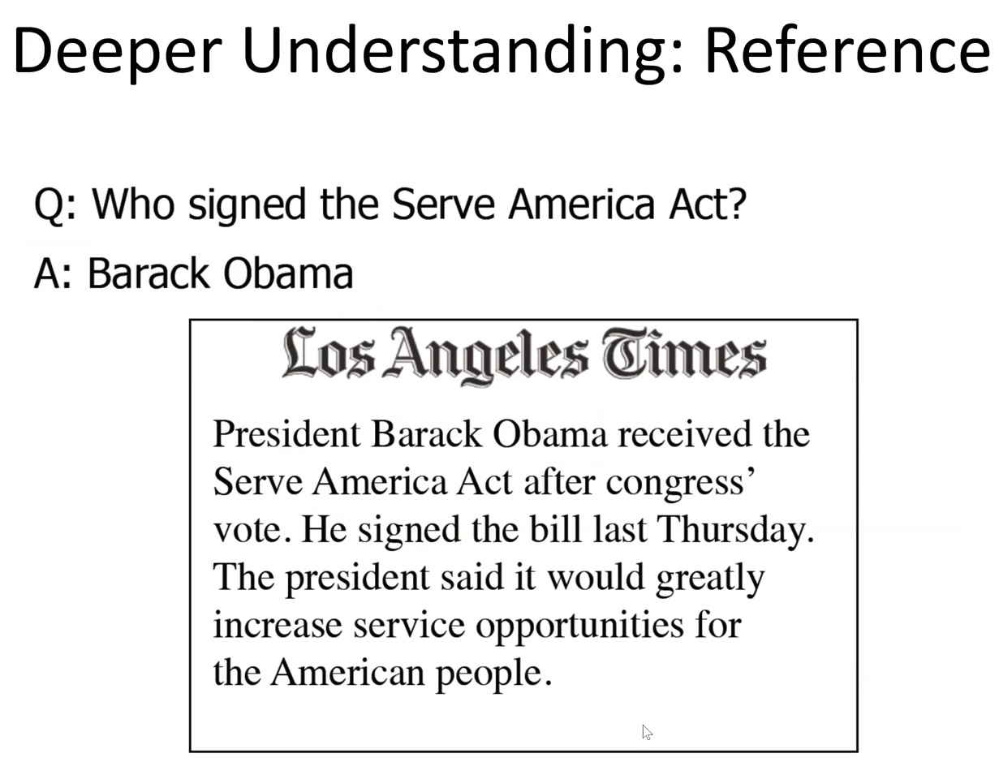 Deeper Understanding: Reference
Q: Who signed the Serve America Act?
A: Barack Obama
Los Angeles Times
President Barack Obama received the
Serve America Act after congress’
vote. He signed the bill last Thursday.
The president said it would greatly
increase service opportunities for
the American people.